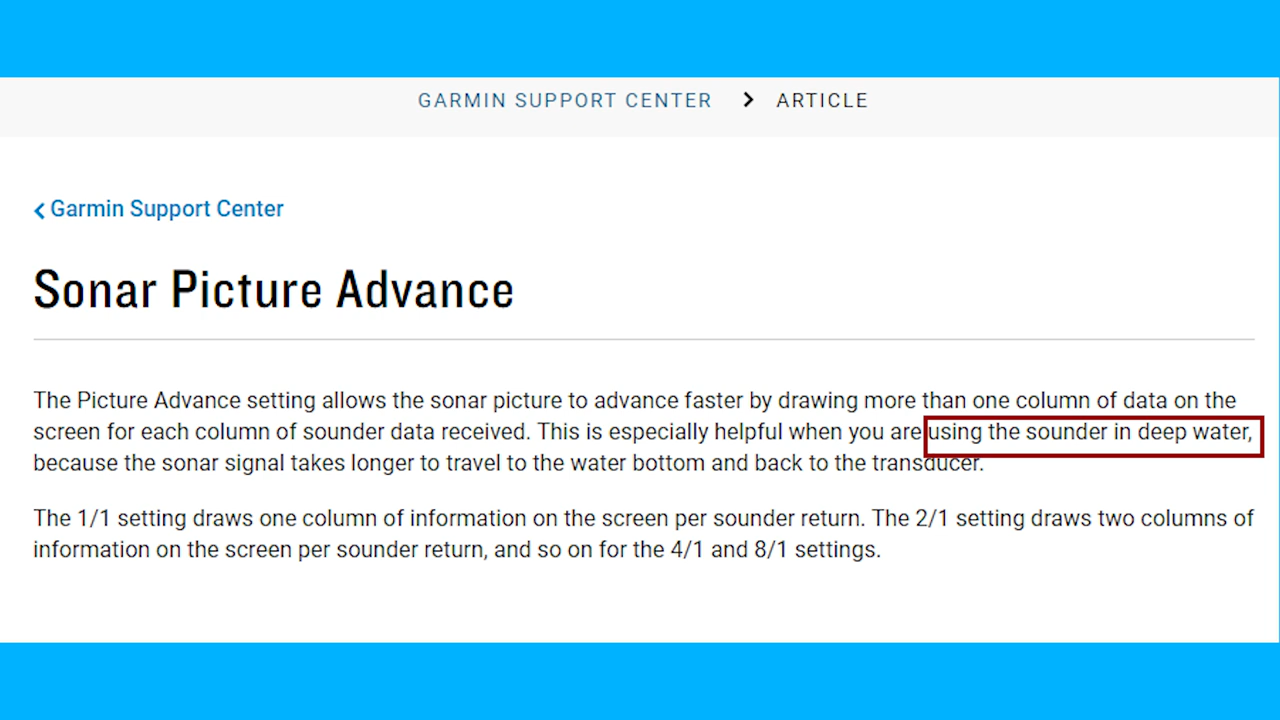 GARMIN SUPPORT CENTER > ARTICLE
< Garmin Support Center
Sonar Picture Advance
The Picture Advance setting allows the sonar picture to advance faster by drawing more than one column of data on the
screen for each column of sounder data received. This is especially helpful when you are using the sounder in deep water,
because the sonar signal takes longer to travel to the water bottom and back to the transducer.
The 1/1 setting draws one column of information on the screen per sounder return. The 2/1 setting draws two columns of
information on the screen per sounder return, and so on for the 4/1 and 8/1 settings.